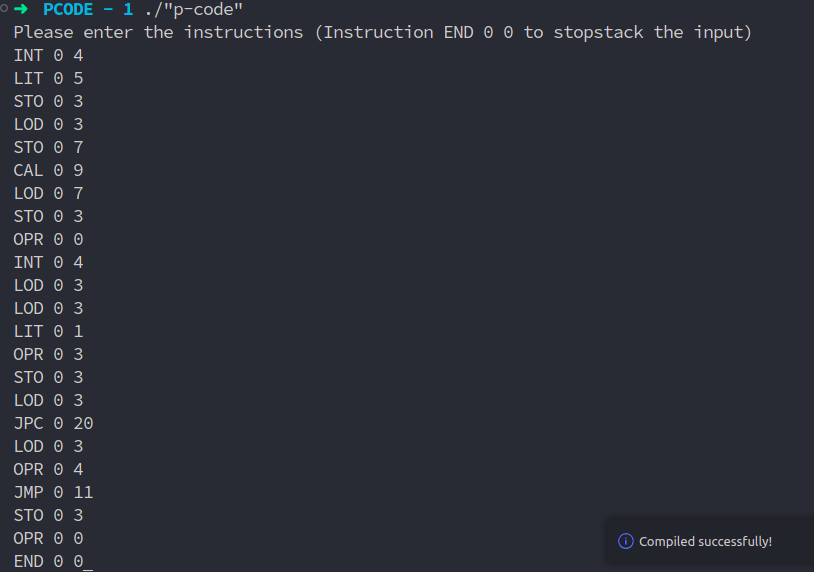 ➜ PCODE - 1 ./"p-code"
Please enter the instructions (Instruction END 0 0 to stopstack the input)
INT 0 4
LIT 0 5
STO 0 3
LOD 0 3
STO 0 7
CAL 0 9
LOD 0 7
STO 0 3
OPR 0 0
INT 0 4
LOD 0 3
LOD 0 3
LIT 0 1
OPR 0 3
STO 0 3
LOD 0 3
JPC 0 20
LOD 0 3
OPR 0 4
JMP 0 11
STO 0 3
OPR 0 0
END 0 0_
Compiled successfully!